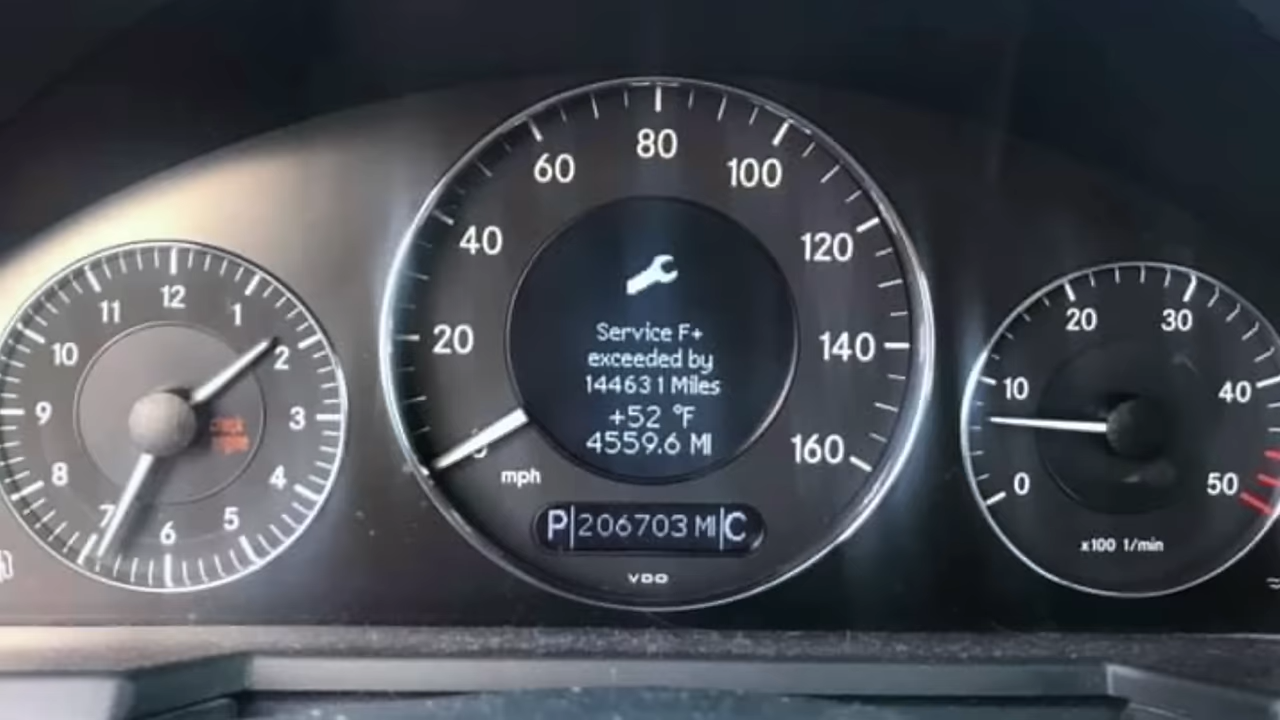 12
11
1
10
2
9
3
8
4
7
5
6
80
60
100
40
120
20
140
160
mph
Service F+
exceeded by
144631 Miles
+52 °F
4559.6 MI
P 206703 MI C
VDO
20
30
10
40
0
50
x100 1/min